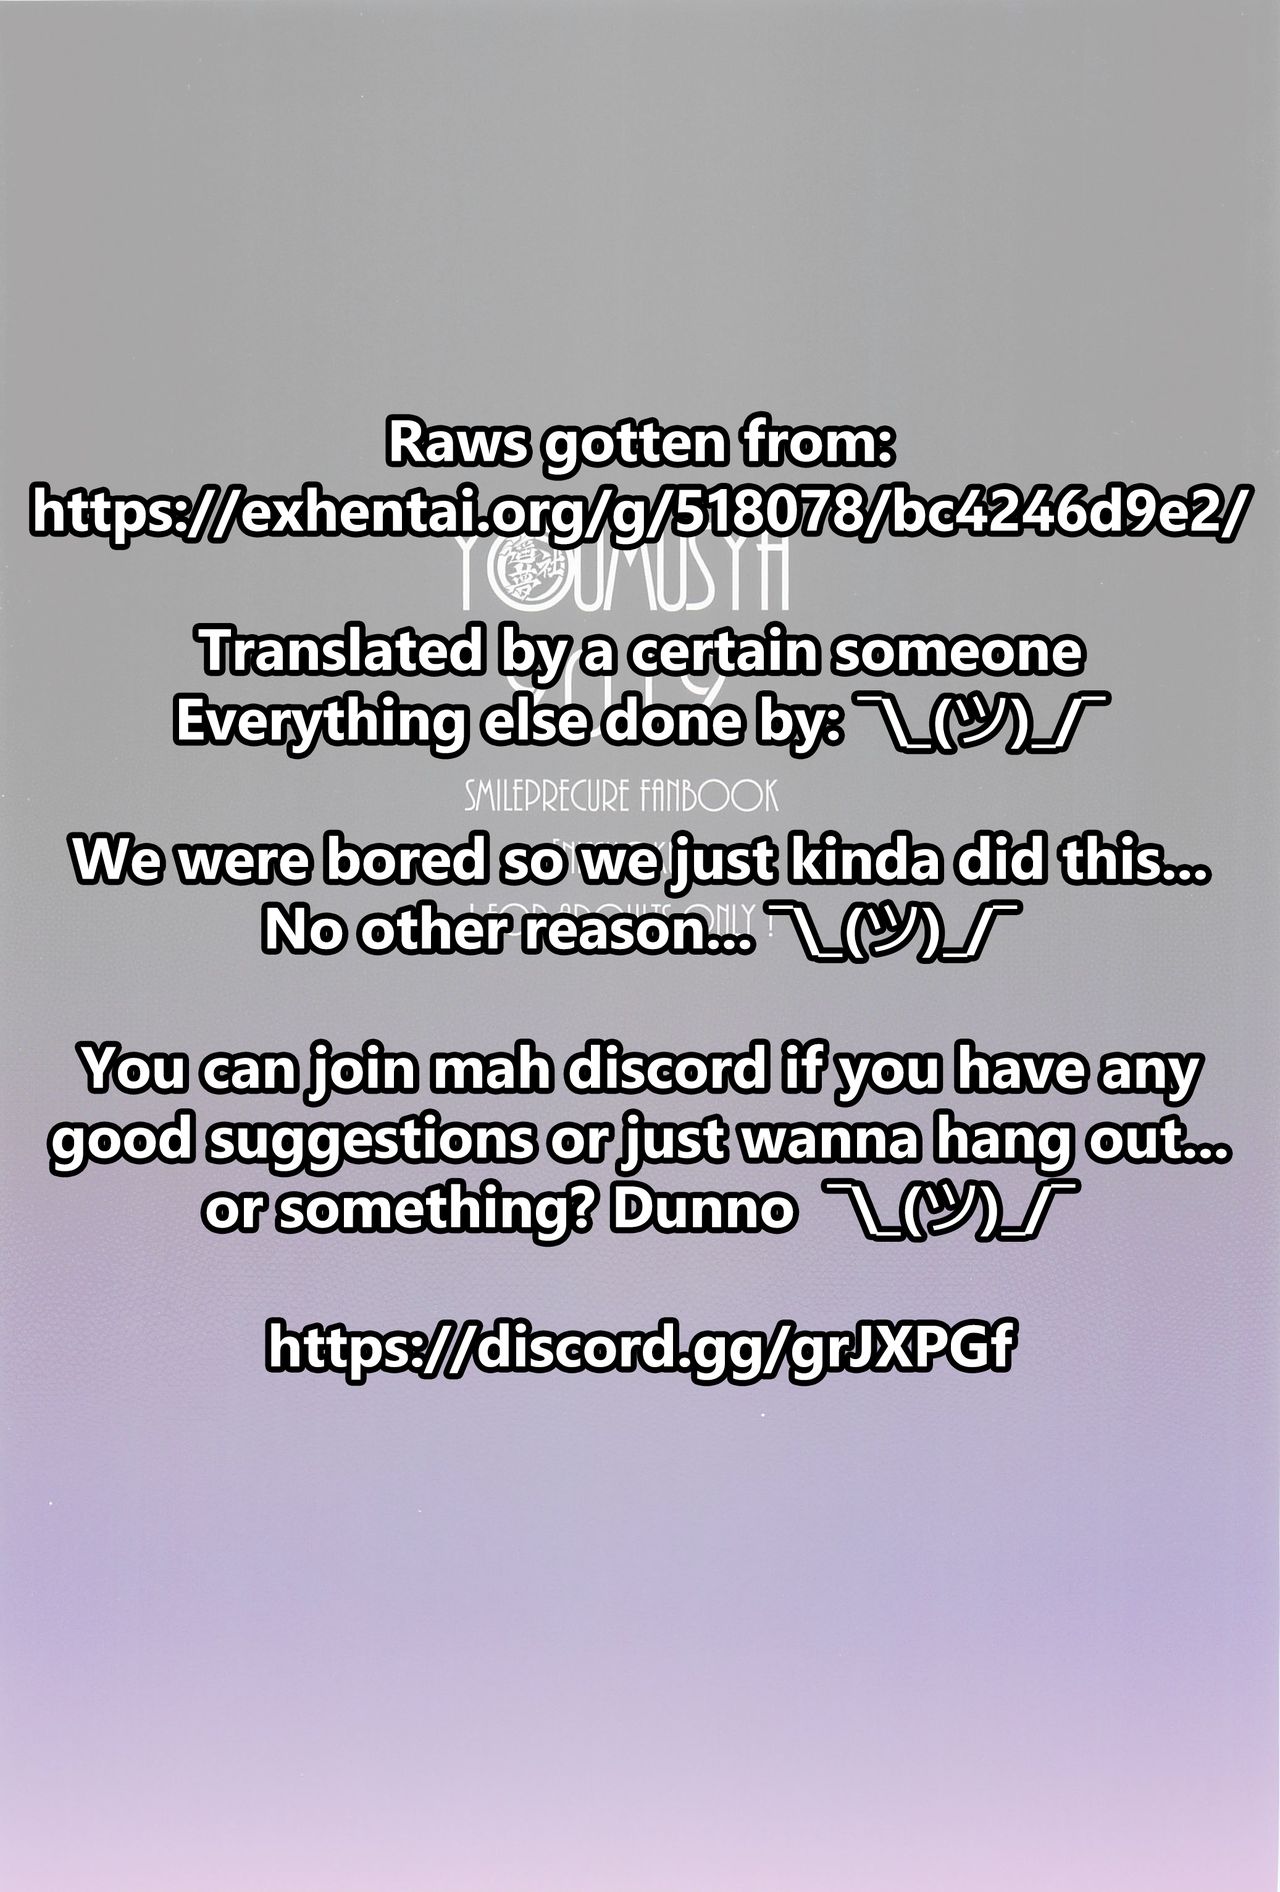 Raws gotten from:
https://exhentai.org/g/518078/bc4246d9e2/
YOUMUSYA
Translated by a certain someone
Everything else done by: ¯\_(ツ)_/¯
SMILEPRECURE FANBOOK
We were bored so we just kinda did this...
No other reason... ¯\_(ツ)_/¯
You can join mah discord if you have any
good suggestions or just wanna hang out...
or something? Dunno ¯\_(ツ)_/¯
https://discord.gg/grJXPGf